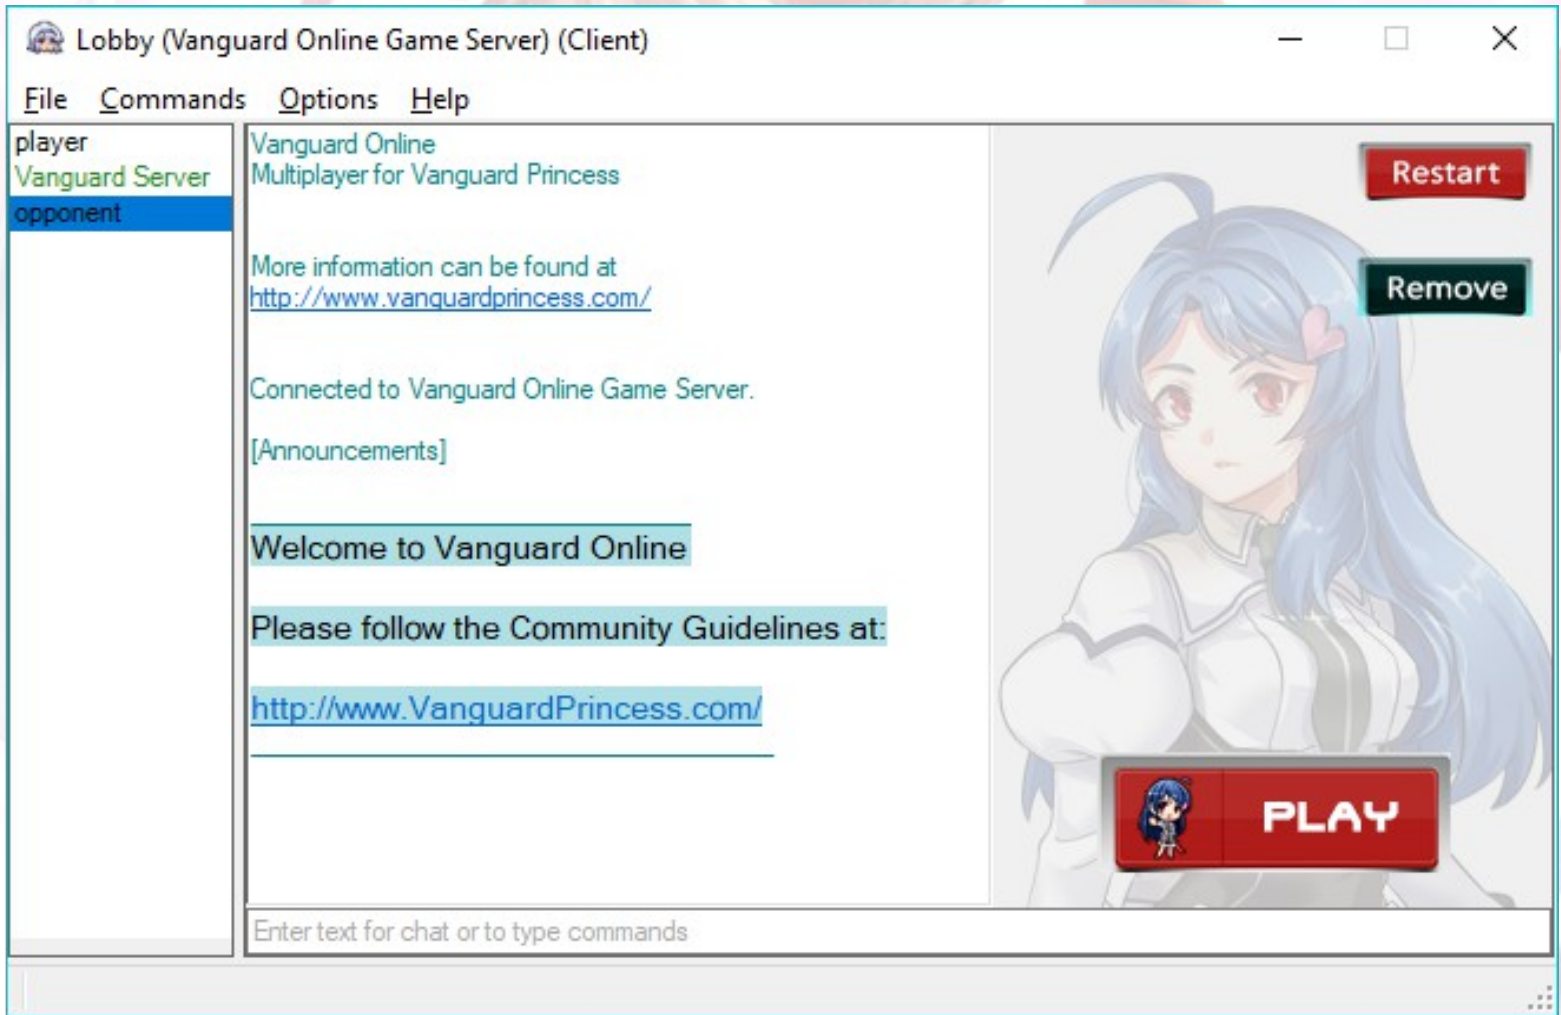 Lobby (Vanguard Online Game Server) (Client)
File Commands Options Help
player
Vanguard Server
opponent
Vanguard Online
Multiplayer for Vanguard Princess
More information can be found at
http://www.vanguardprincess.com/
Connected to Vanguard Online Game Server.
[Announcements]
Welcome to Vanguard Online
Please follow the Community Guidelines at:
http://www.VanguardPrincess.com/
Restart
Remove
PLAY
Enter text for chat or to type commands